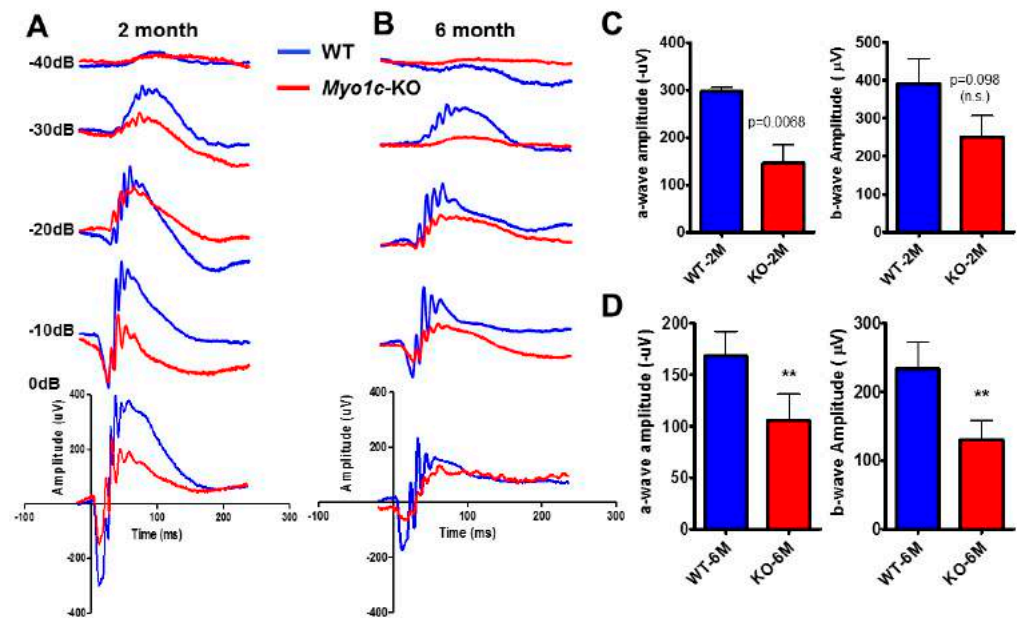 A
2 month
WT
Myo1c-KO
B
6 month
-40dB
-30dB
-20dB
-10dB
0dB
Amplitude (uV)
400
200
-200
-400
-100
100
200
300
Time (ms)
Amplitude (uV)
400
200
-200
-400
-100
100
200
300
Time (ms)
C
a-wave amplitude (-uV)
400
300
200
100
0
p=0.0068
WT-2M
KO-2M
b-wave amplitude ( µV)
500
400
300
200
100
0
p=0.098
(n.s.)
WT-2M
KO-2M
D
a-wave amplitude (-uV)
200
150
100
50
0
**
WT-6M
KO-6M
b-wave Amplitude ( µV)
300
200
100
0
**
WT-6M
KO-6M